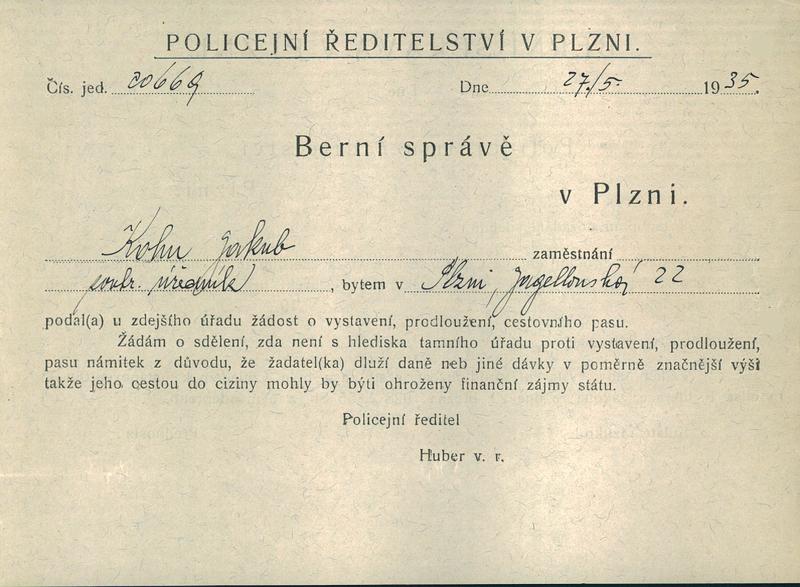 POLICEJNÍ ŘEDITELSTVÍ V PLZNI.
Čís. jed. 20669 Dne 27./5. 1935.
Berní správě
v Plzni.
Kohn Jakub zaměstnání
soukr. úředník, bytem v Plzni, Jagellonská 22
podal(a) u zdejšího úřadu žádost o vystavení, prodloužení, cestovního pasu.
Žádám o sdělení, zda není s hlediska tamního úřadu proti vystavení, prodloužení,
pasu námitek z důvodu, že žadatel(ka) dluží daně neb jiné dávky v poměrně značnější výši
takže jeho cestou do ciziny mohly by býti ohroženy finanční zájmy státu.
Policejní ředitel
Huber v. r.